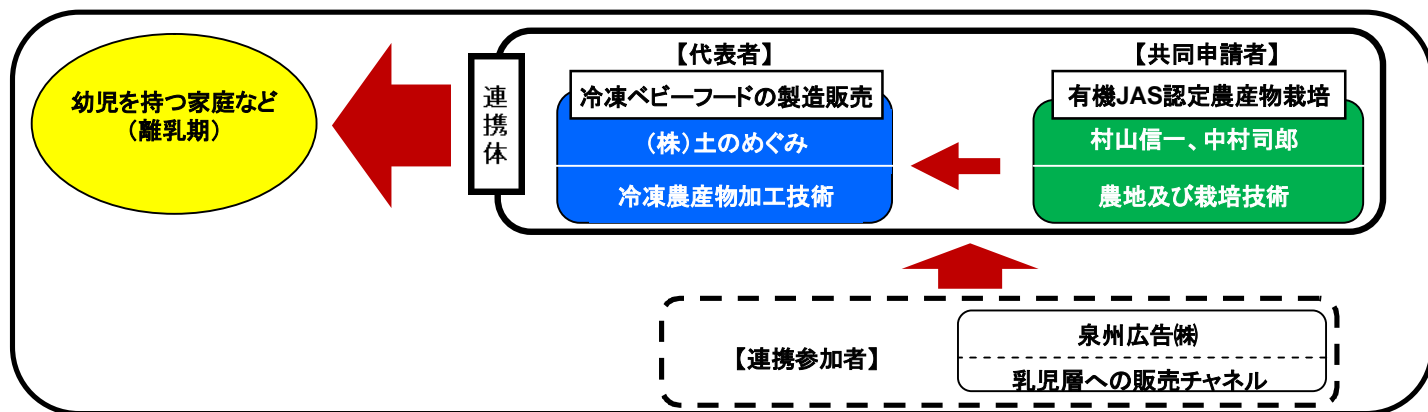 幼児を持つ家庭など
(離乳期)
連携体
【代表者】
冷凍ベビーフードの製造販売
(株)土のめぐみ
冷凍農産物加工技術
【共同申請者】
有機JAS認定農産物栽培
村山信一、中村司郎
農地及び栽培技術
【連携参加者】
泉州広告㈱
乳児層への販売チャネル